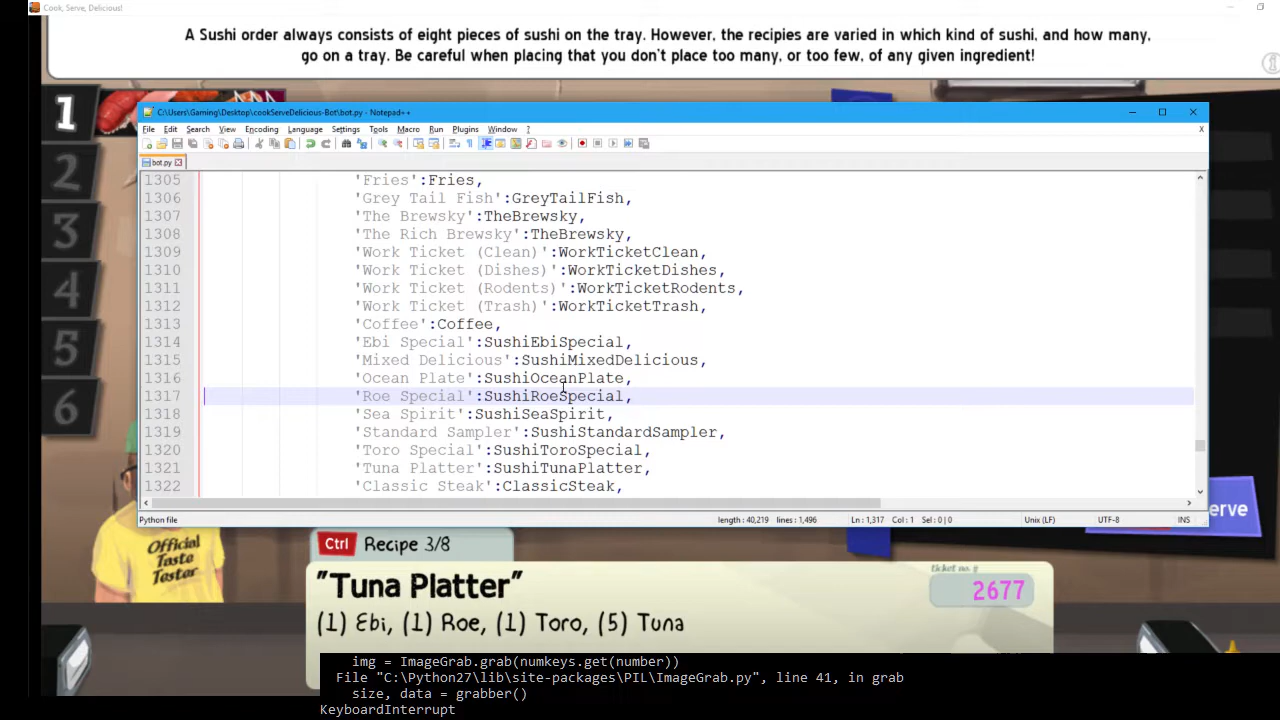 Cook, Serve, Delicious!
A Sushi order always consists of eight pieces of sushi on the tray. However, the recipies are varied in which kind of sushi, and how many,
go on a tray. Be careful when placing that you don't place too many, or too few, of any given ingredient!
1
2
3
4
5
6
C:\Users\Gaming\Desktop\cookServeDelicious-Bot\bot.py - Notepad++
File Edit Search View Encoding Language Settings Tools Macro Run Plugins Window ? X
bot.py
1305 'Fries':Fries,
1306 'Grey Tail Fish':GreyTailFish,
1307 'The Brewsky':TheBrewsky,
1308 'The Rich Brewsky':TheBrewsky,
1309 'Work Ticket (Clean)':WorkTicketClean,
1310 'Work Ticket (Dishes)':WorkTicketDishes,
1311 'Work Ticket (Rodents)':WorkTicketRodents,
1312 'Work Ticket (Trash)':WorkTicketTrash,
1313 'Coffee':Coffee,
1314 'Ebi Special':SushiEbiSpecial,
1315 'Mixed Delicious':SushiMixedDelicious,
1316 'Ocean Plate':SushiOceanPlate,
1317 'Roe Special':SushiRoeSpecial,
1318 'Sea Spirit':SushiSeaSpirit,
1319 'Standard Sampler':SushiStandardSampler,
1320 'Toro Special':SushiToroSpecial,
1321 'Tuna Platter':SushiTunaPlatter,
1322 'Classic Steak':ClassicSteak,
Python file length : 40,219 lines : 1,496 Ln : 1,317 Col : 1 Sel : 0 | 0 Unix (LF) UTF-8 INS
erve
Official
Taste
Tester
Ctrl Recipe 3/8
"Tuna Platter"
(1) Ebi, (1) Roe, (1) Toro, (5) Tuna
ticket no.
2677
img = ImageGrab.grab(numkeys.get(number))
File "C:\Python27\lib\site-packages\PIL\ImageGrab.py", line 41, in grab
size, data = grabber()
KeyboardInterrupt